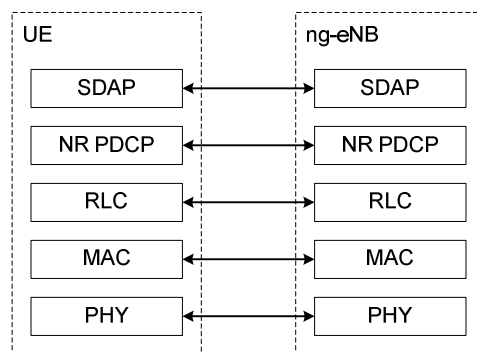 UE
ng-eNB
SDAP
SDAP
NR PDCP
NR PDCP
RLC
RLC
MAC
MAC
PHY
PHY